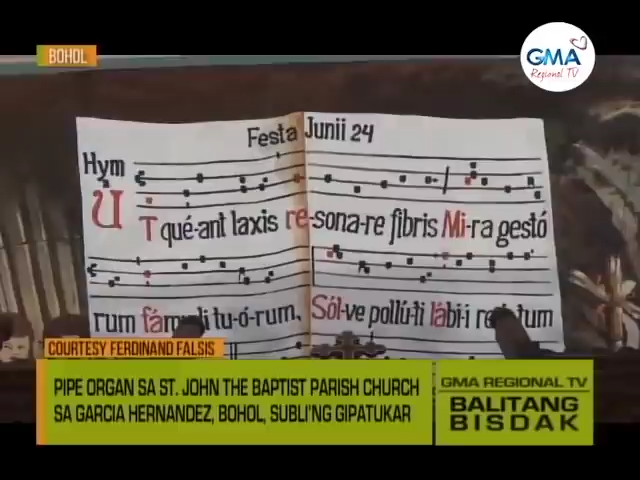 BOHOL
GMA
Regional TV
Festa Junii 24
Hym
UT qué-ant laxis re-sona-re fibris Mi-ra gestó
rum fámuli tu-ó-rum, Sól-ve pollú-ti lábi-i
COURTESY FERDINAND FALSIS
PIPE ORGAN SA ST. JOHN THE BAPTIST PARISH CHURCH
SA GARCIA HERNANDEZ, BOHOL, SUBLI'NG GIPATUKAR
GMA REGIONAL TV
BALITANG
BISDAK